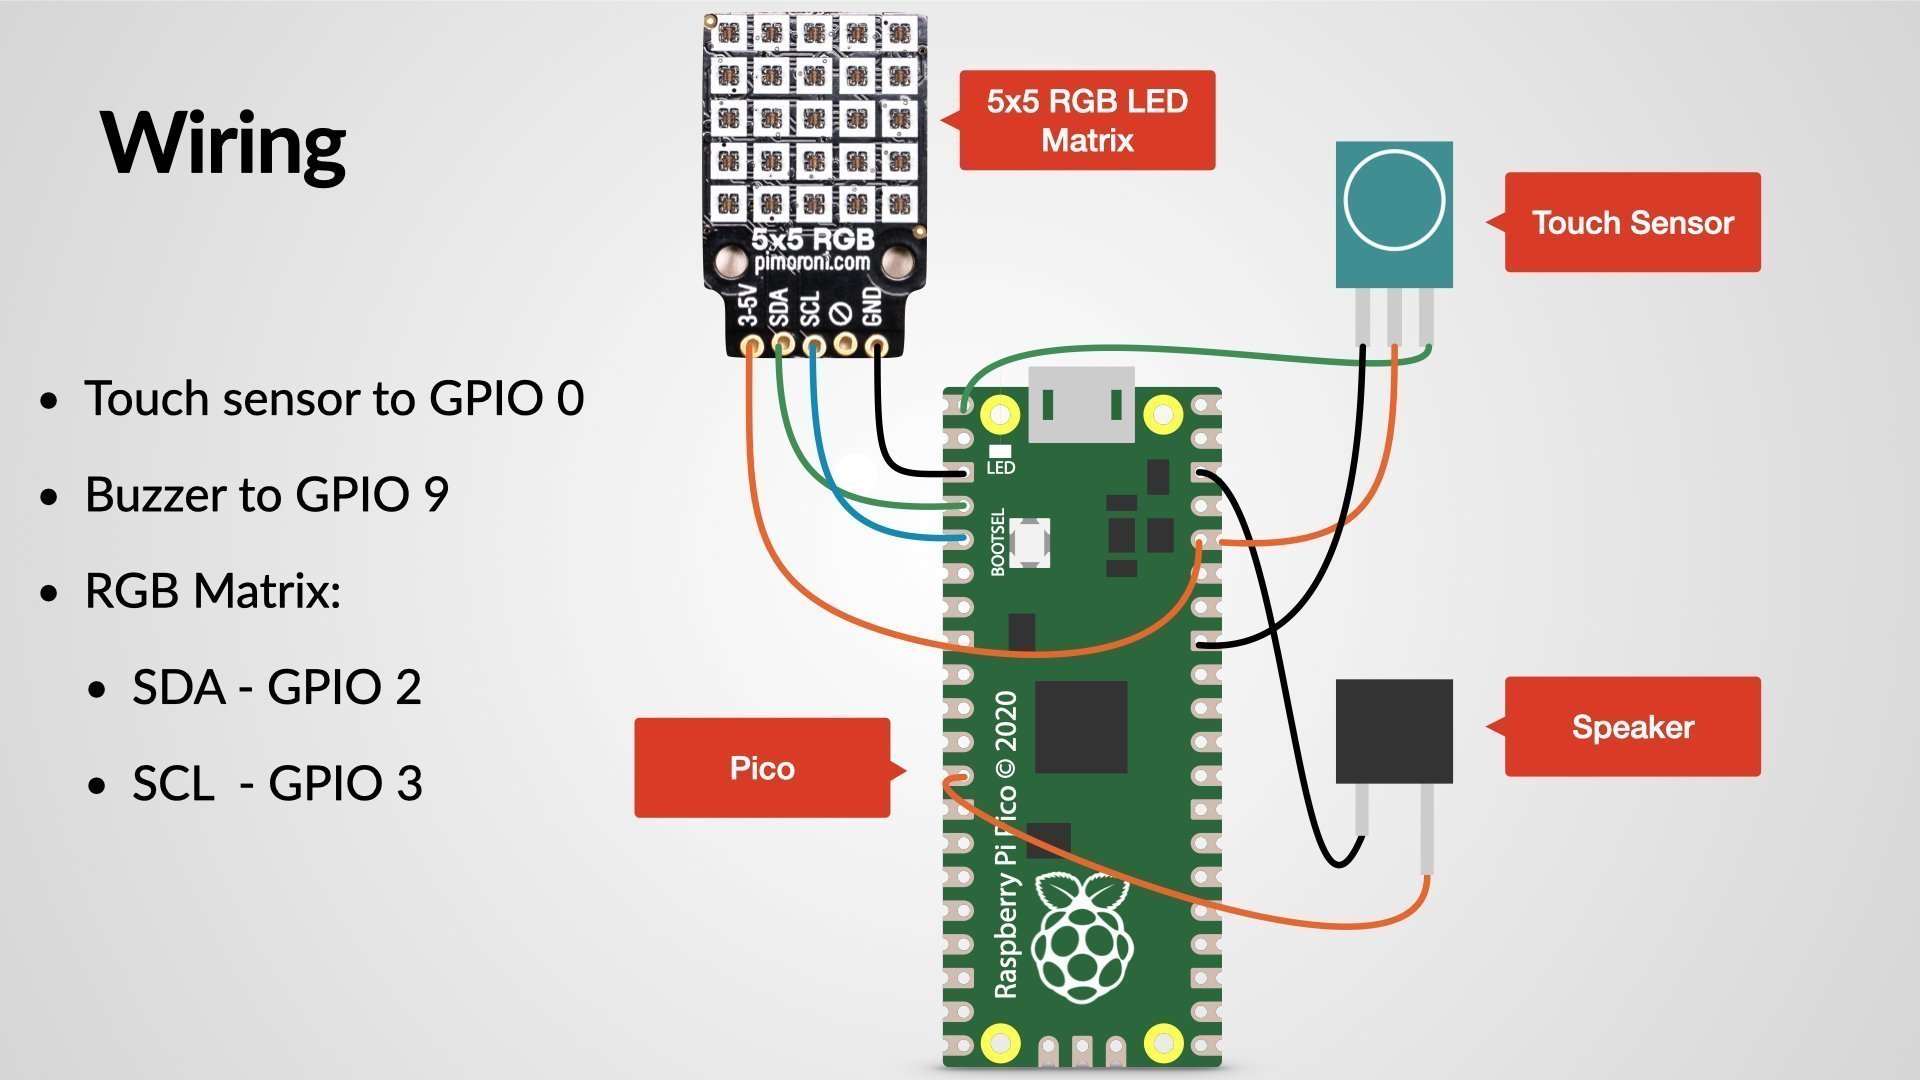 Wiring
• Touch sensor to GPIO 0
• Buzzer to GPIO 9
• RGB Matrix:
• SDA - GPIO 2
• SCL - GPIO 3
5x5 RGB
pimoroni.com
3-5V
SDA
SCL
GND
5x5 RGB LED
Matrix
Touch Sensor
LED
BOOTSEL
Raspberry Pi Pico © 2020
Pico
Speaker